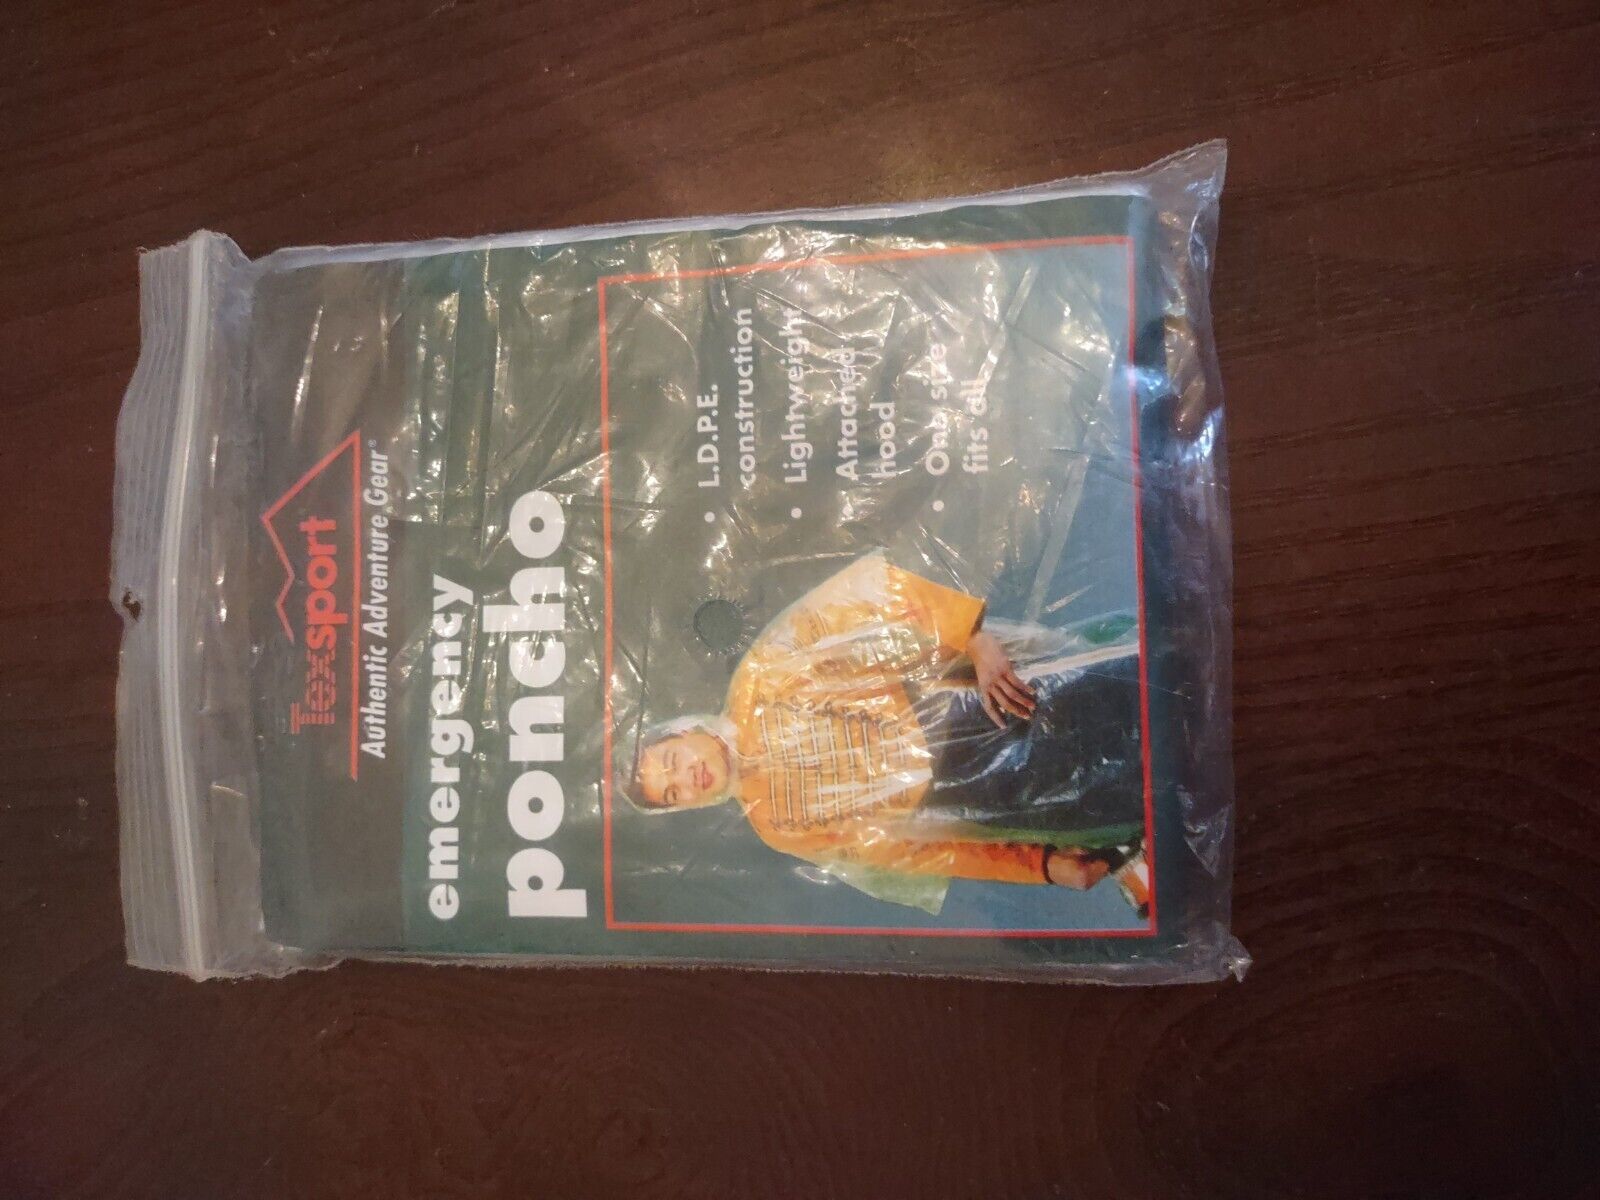 Texsport
Authentic Adventure Gear®
emergency
poncho
• L.D.P.E.
construction
• Lightweight
• Attached
hood
• One size
fits all